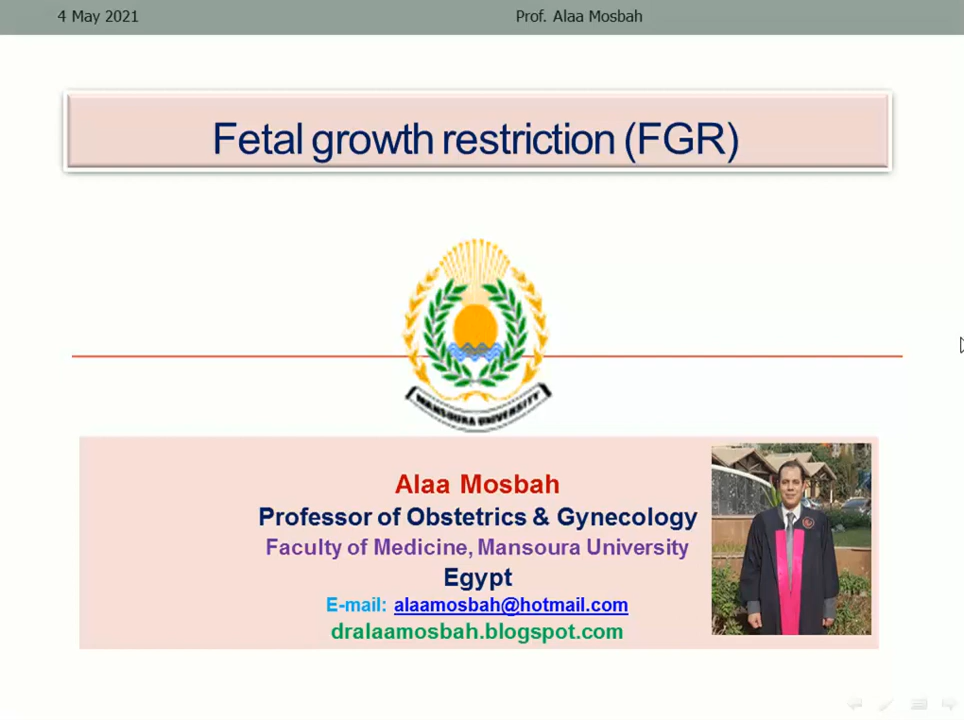 4 May 2021
Prof. Alaa Mosbah
Fetal growth restriction (FGR)
MANSOURA UNIVERSITY
Alaa Mosbah
Professor of Obstetrics & Gynecology
Faculty of Medicine, Mansoura University
Egypt
E-mail: alaamosbah@hotmail.com
dralaamosbah.blogspot.com